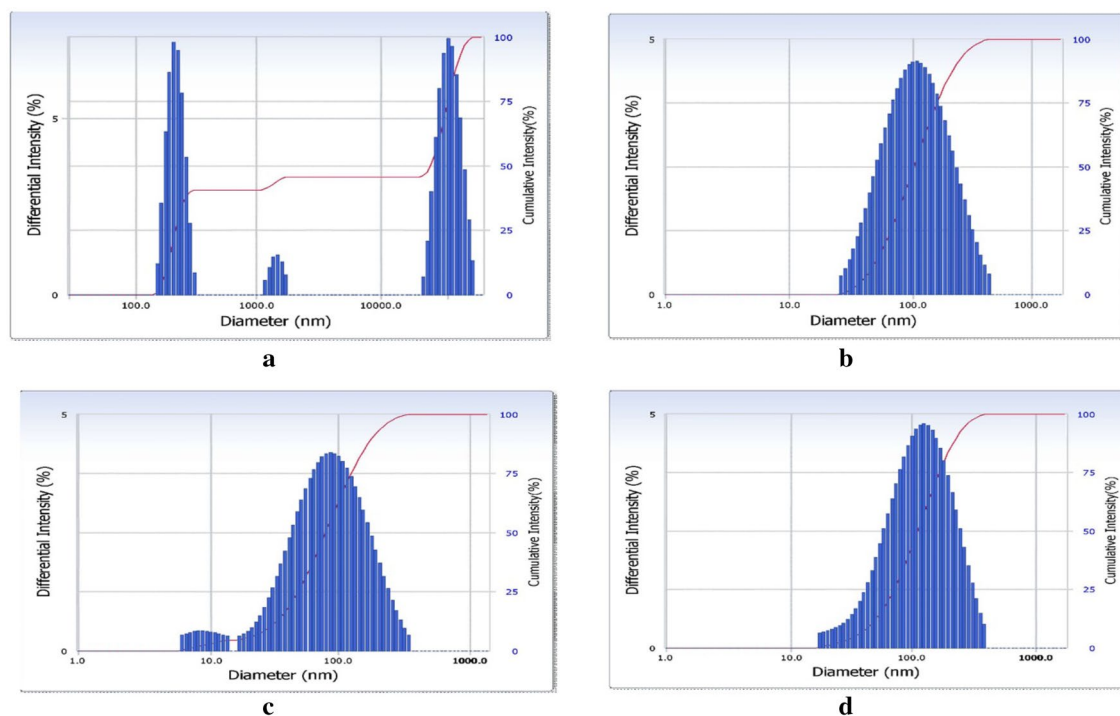 Differential Intensity (%)
5
0
100
75
50
25
0
Cumulative Intensity(%)
100.0
1000.0
10000.0
Diameter (nm)
a
Differential Intensity (%)
5
0
100
75
50
25
0
Cumulative Intensity(%)
1.0
10.0
100.0
1000.0
Diameter (nm)
b
Differential Intensity (%)
5
0
100
75
50
25
0
Cumulative Intensity(%)
1.0
10.0
100.0
1000.0
Diameter (nm)
c
Differential Intensity (%)
5
0
100
75
50
25
0
Cumulative Intensity(%)
1.0
10.0
100.0
1000.0
Diameter (nm)
d